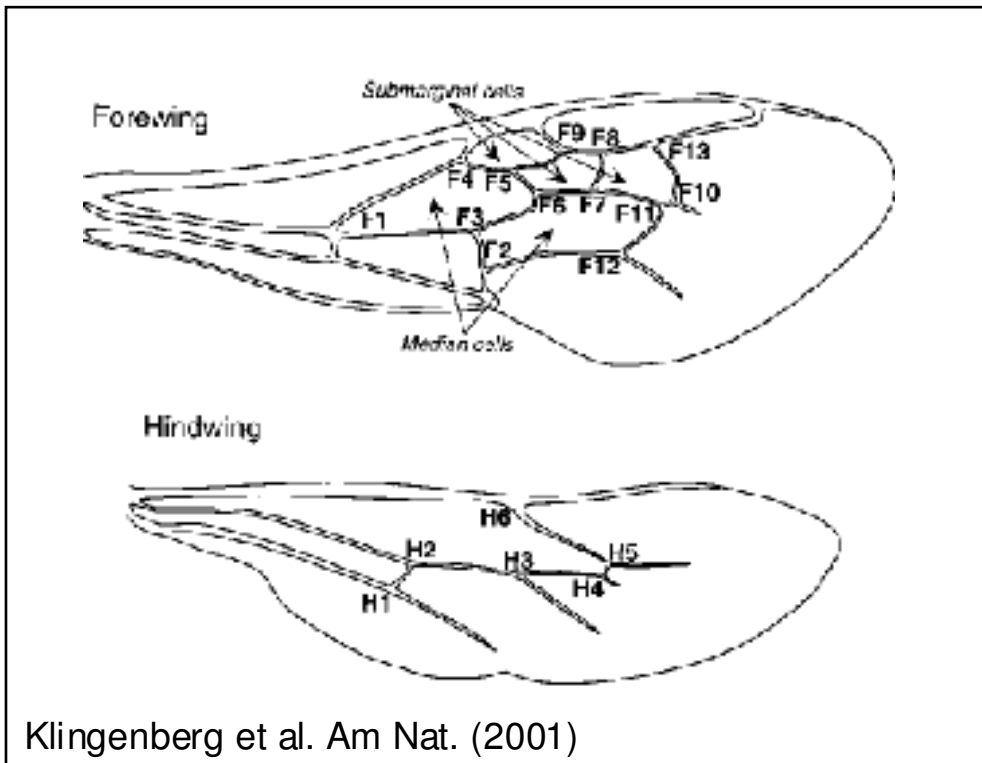 Submarginal cells
Forewing
F9 F8
F13
F4 F5
F10
F6 F7 F11
F1 F3
F2
F12
Median cells
Hindwing
H6
H2 H3 H5
H4
H1
Klingenberg et al. Am Nat. (2001)